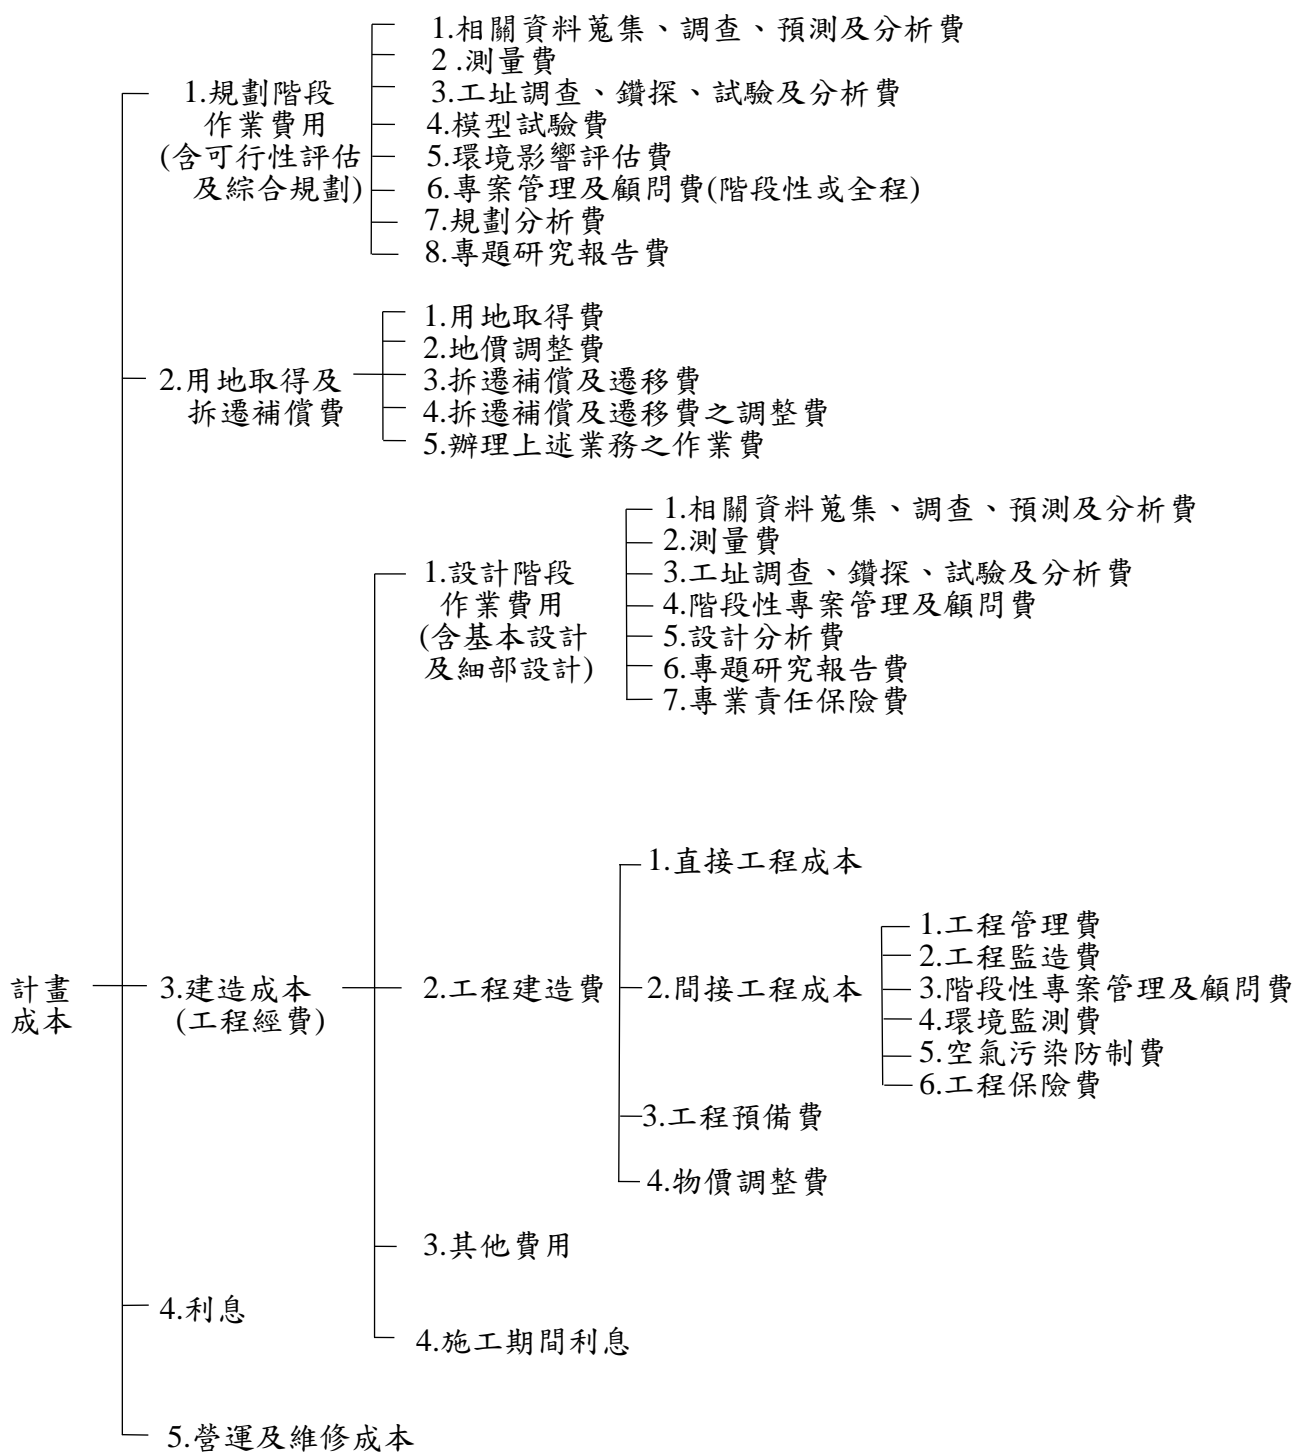 計畫
成本
1.規劃階段
作業費用
(含可行性評估
及綜合規劃)
1.相關資料蒐集、調查、預測及分析費
2.測量費
3.工址調查、鑽探、試驗及分析費
4.模型試驗費
5.環境影響評估費
6.專案管理及顧問費(階段性或全程)
7.規劃分析費
8.專題研究報告費
2.用地取得及
拆遷補償費
1.用地取得費
2.地價調整費
3.拆遷補償及遷移費
4.拆遷補償及遷移費之調整費
5.辦理上述業務之作業費
3.建造成本
(工程經費)
1.設計階段
作業費用
(含基本設計
及細部設計)
1.相關資料蒐集、調查、預測及分析費
2.測量費
3.工址調查、鑽探、試驗及分析費
4.階段性專案管理及顧問費
5.設計分析費
6.專題研究報告費
7.專業責任保險費
2.工程建造費
1.直接工程成本
2.間接工程成本
1.工程管理費
2.工程監造費
3.階段性專案管理及顧問費
4.環境監測費
5.空氣污染防制費
6.工程保險費
3.工程預備費
4.物價調整費
3.其他費用
4.施工期間利息
4.利息
5.營運及維修成本